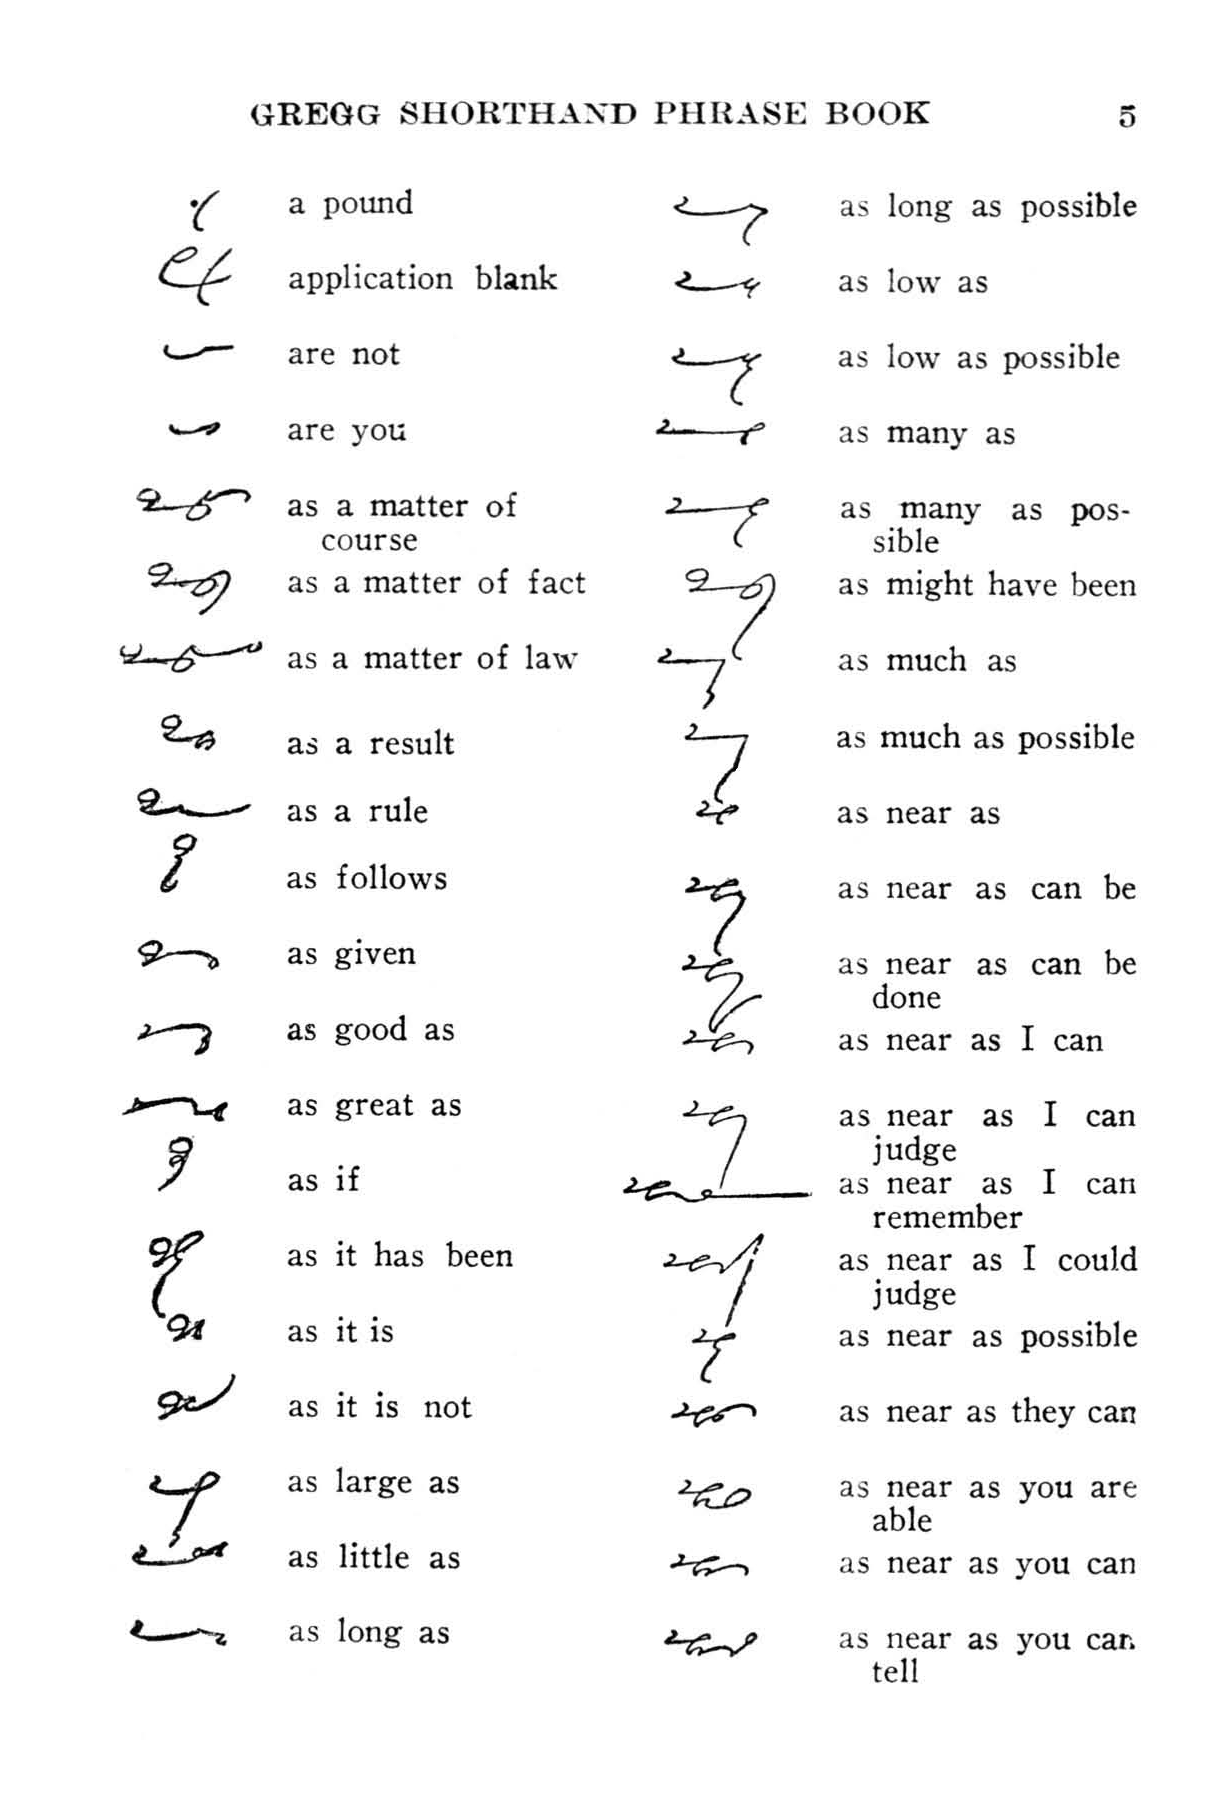 GREGG SHORTHAND PHRASE BOOK 5
a pound
application blank
are not
are you
as a matter of
course
as a matter of fact
as a matter of law
as a result
as a rule
as follows
as given
as good as
as great as
as if
as it has been
as it is
as it is not
as large as
as little as
as long as
as long as possible
as low as
as low as possible
as many as
as many as pos-
sible
as might have been
as much as
as much as possible
as near as
as near as can be
as near as can be
done
as near as I can
as near as I can
judge
as near as I can
remember
as near as I could
judge
as near as possible
as near as they can
as near as you are
able
as near as you can
as near as you can
tell